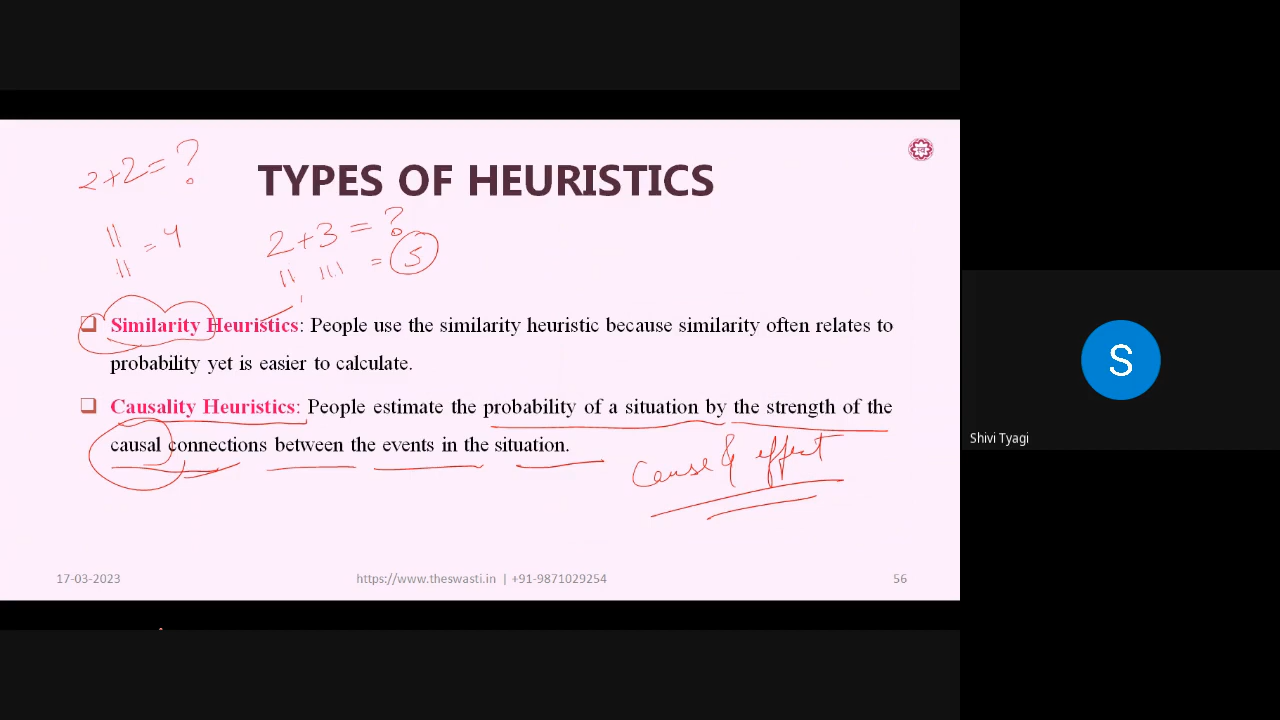 2+2=?
TYPES OF HEURISTICS
= 4
2+3=?
= 5
Similarity Heuristics: People use the similarity heuristic because similarity often relates to
probability yet is easier to calculate.
Causality Heuristics: People estimate the probability of a situation by the strength of the
causal connections between the events in the situation.
Cause & effect
S
Shivi Tyagi
17-03-2023
https://www.theswasti.in | +91-9871029254
56